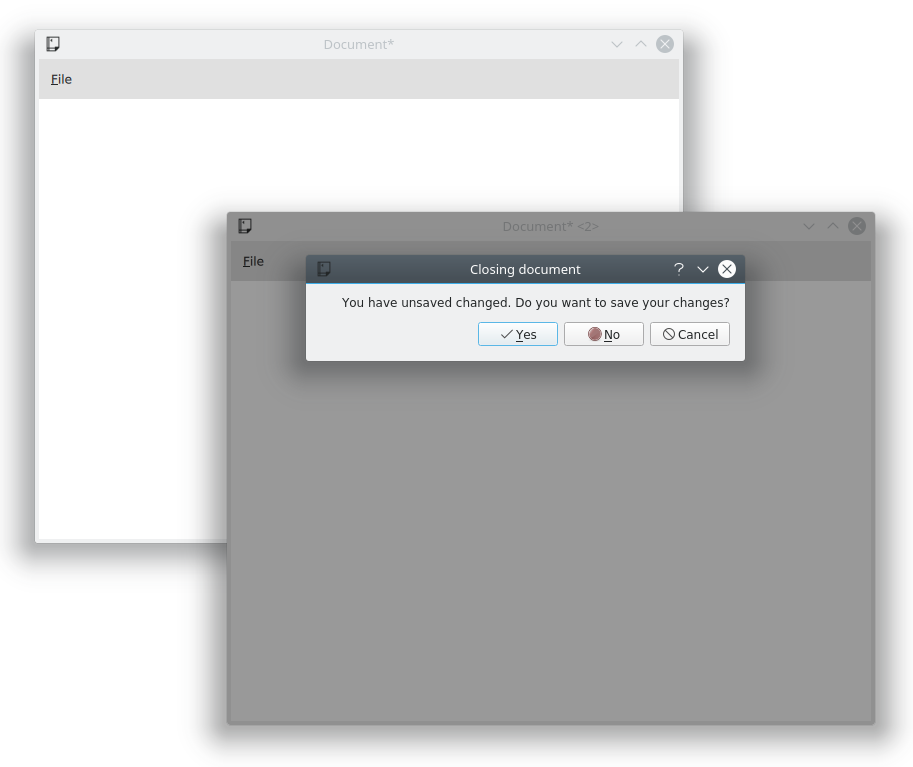 Document*
File
Document* <2>
File
Closing document
You have unsaved changed. Do you want to save your changes?
Yes No Cancel